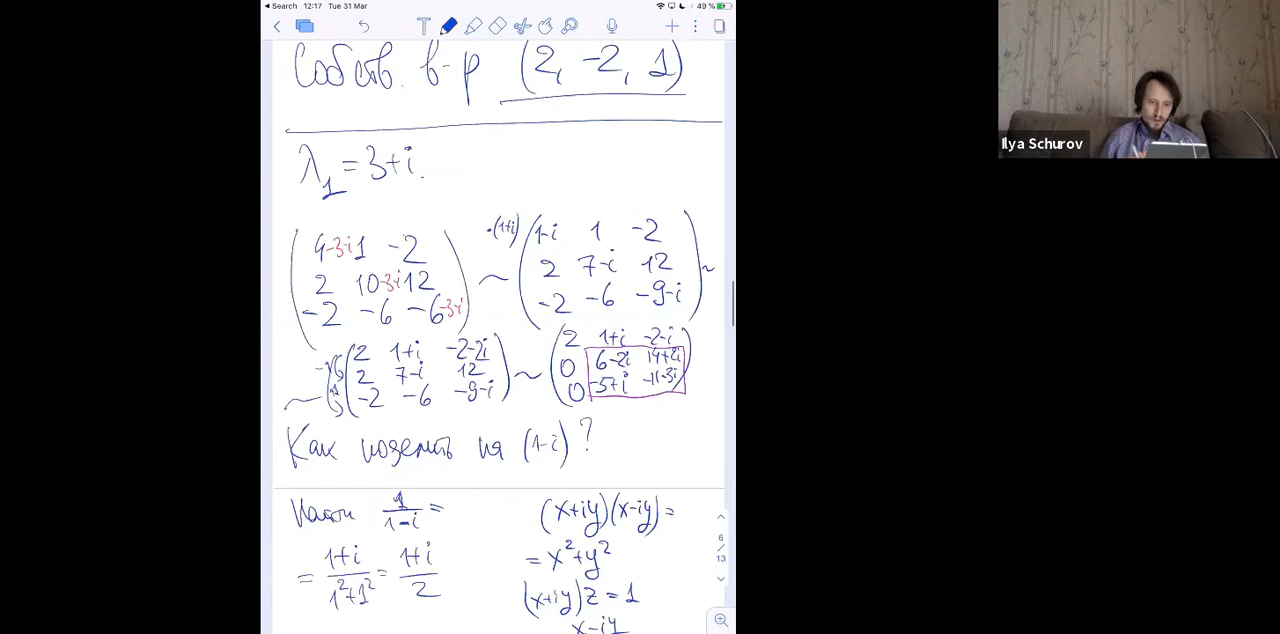 Search 12:17 Tue 31 Mar 49 %
T
Собств. в-р (2, -2, 1)
λ₁ = 3+i.
·(1+i)
4-3-i 1 -2 ~ 1-i 1 -2
2 10-3-i 12 2 7-i 12 ~
-2 -6 -6-3-i -2 -6 -9-i
~ 2 1+i -2-2i ~ 2 1+i -2-2i
2 7-i 12 0 6-2i 14+2i
-2 -6 -9-i 0 -5+i -11-3i
Как поделить на (1-i)?
1/(1-i) = (x+iy)(x-iy) =
= (1+i)/(1²+1²) = (1+i)/2 = x²+y²
(x+iy)z = 1
x-iy
6
/
13
Ilya Schurov